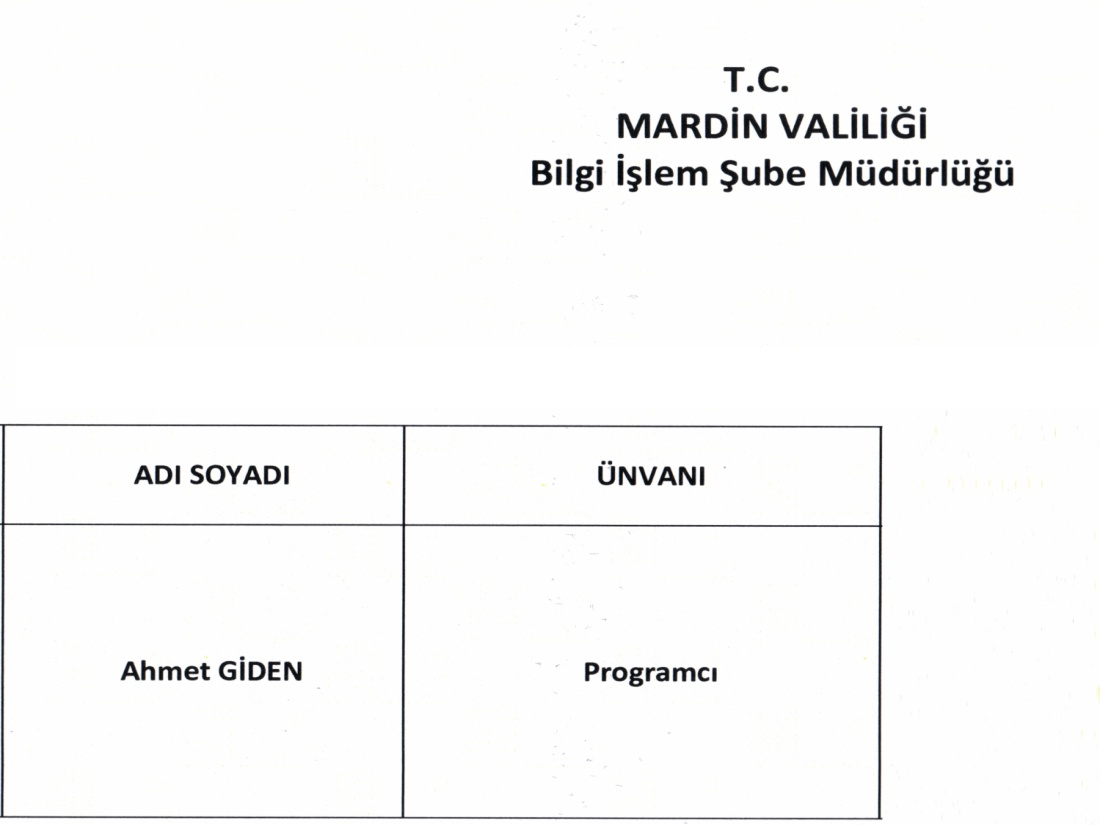 T.C.
MARDİN VALİLİĞİ
Bilgi İşlem Şube Müdürlüğü
ADI SOYADI ÜNVANI
Ahmet GİDEN Programcı